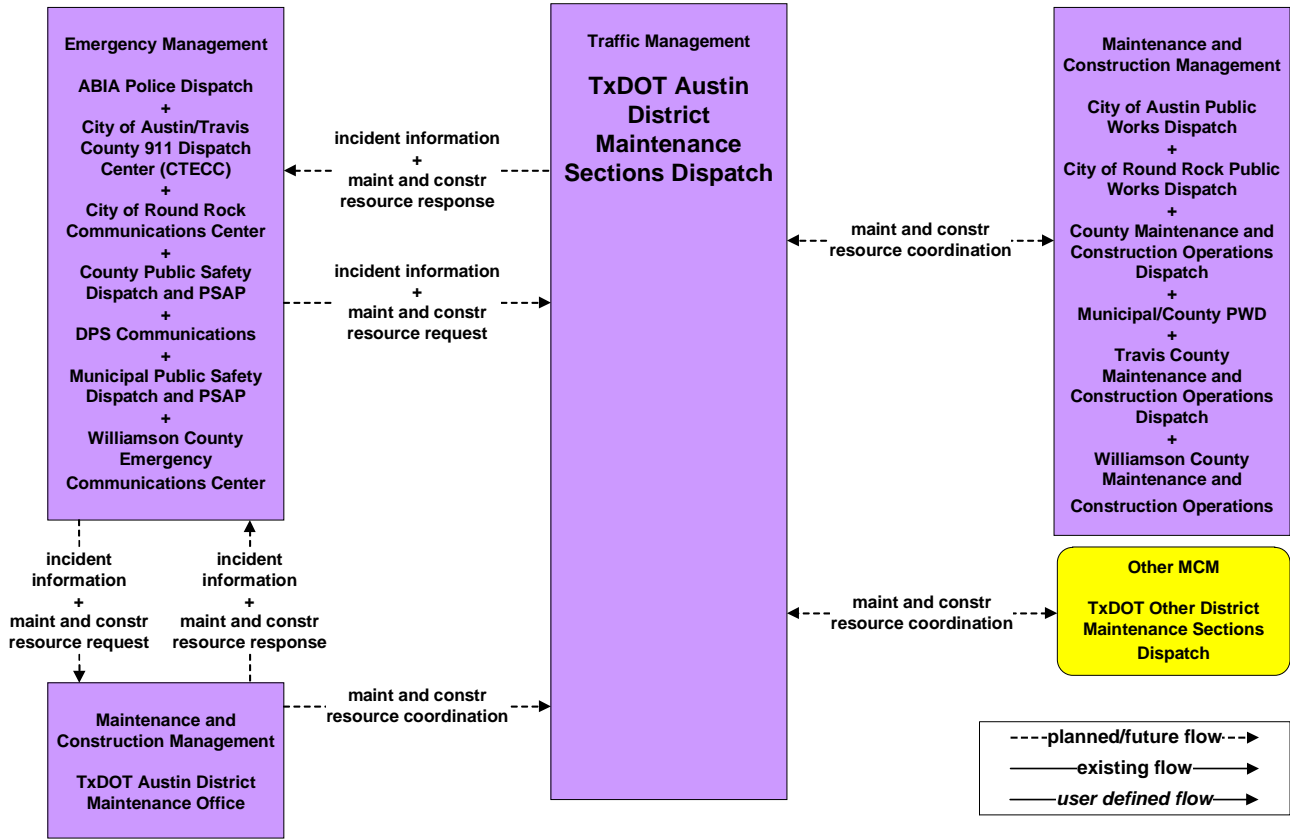 Emergency Management
ABIA Police Dispatch
+
City of Austin/Travis
County 911 Dispatch
Center (CTECC)
+
City of Round Rock
Communications Center
+
County Public Safety
Dispatch and PSAP
+
DPS Communications
+
Municipal Public Safety
Dispatch and PSAP
+
Williamson County
Emergency
Communications Center
incident information
+
maint and constr
resource response
incident information
+
maint and constr
resource request
Traffic Management
TxDOT Austin
District
Maintenance
Sections Dispatch
maint and constr
resource coordination
Maintenance and
Construction Management
City of Austin Public
Works Dispatch
+
City of Round Rock Public
Works Dispatch
+
County Maintenance and
Construction Operations
Dispatch
+
Municipal/County PWD
+
Travis County
Maintenance and
Construction Operations
Dispatch
+
Williamson County
Maintenance and
Construction Operations
incident
information
+
maint and constr
resource request
incident
information
+
maint and constr
resource response
maint and constr
resource coordination
Other MCM
TxDOT Other District
Maintenance Sections
Dispatch
Maintenance and
Construction Management
TxDOT Austin District
Maintenance Office
maint and constr
resource coordination
planned/future flow
existing flow
user defined flow